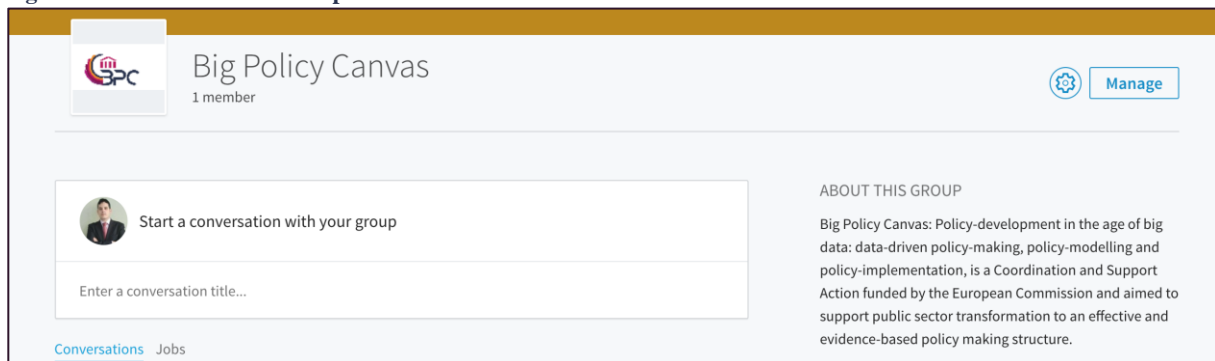 BPC
Big Policy Canvas
1 member
Manage
Start a conversation with your group
Enter a conversation title...
Conversations Jobs
ABOUT THIS GROUP
Big Policy Canvas: Policy-development in the age of big
data: data-driven policy-making, policy-modelling and
policy-implementation, is a Coordination and Support
Action funded by the European Commission and aimed to
support public sector transformation to an effective and
evidence-based policy making structure.